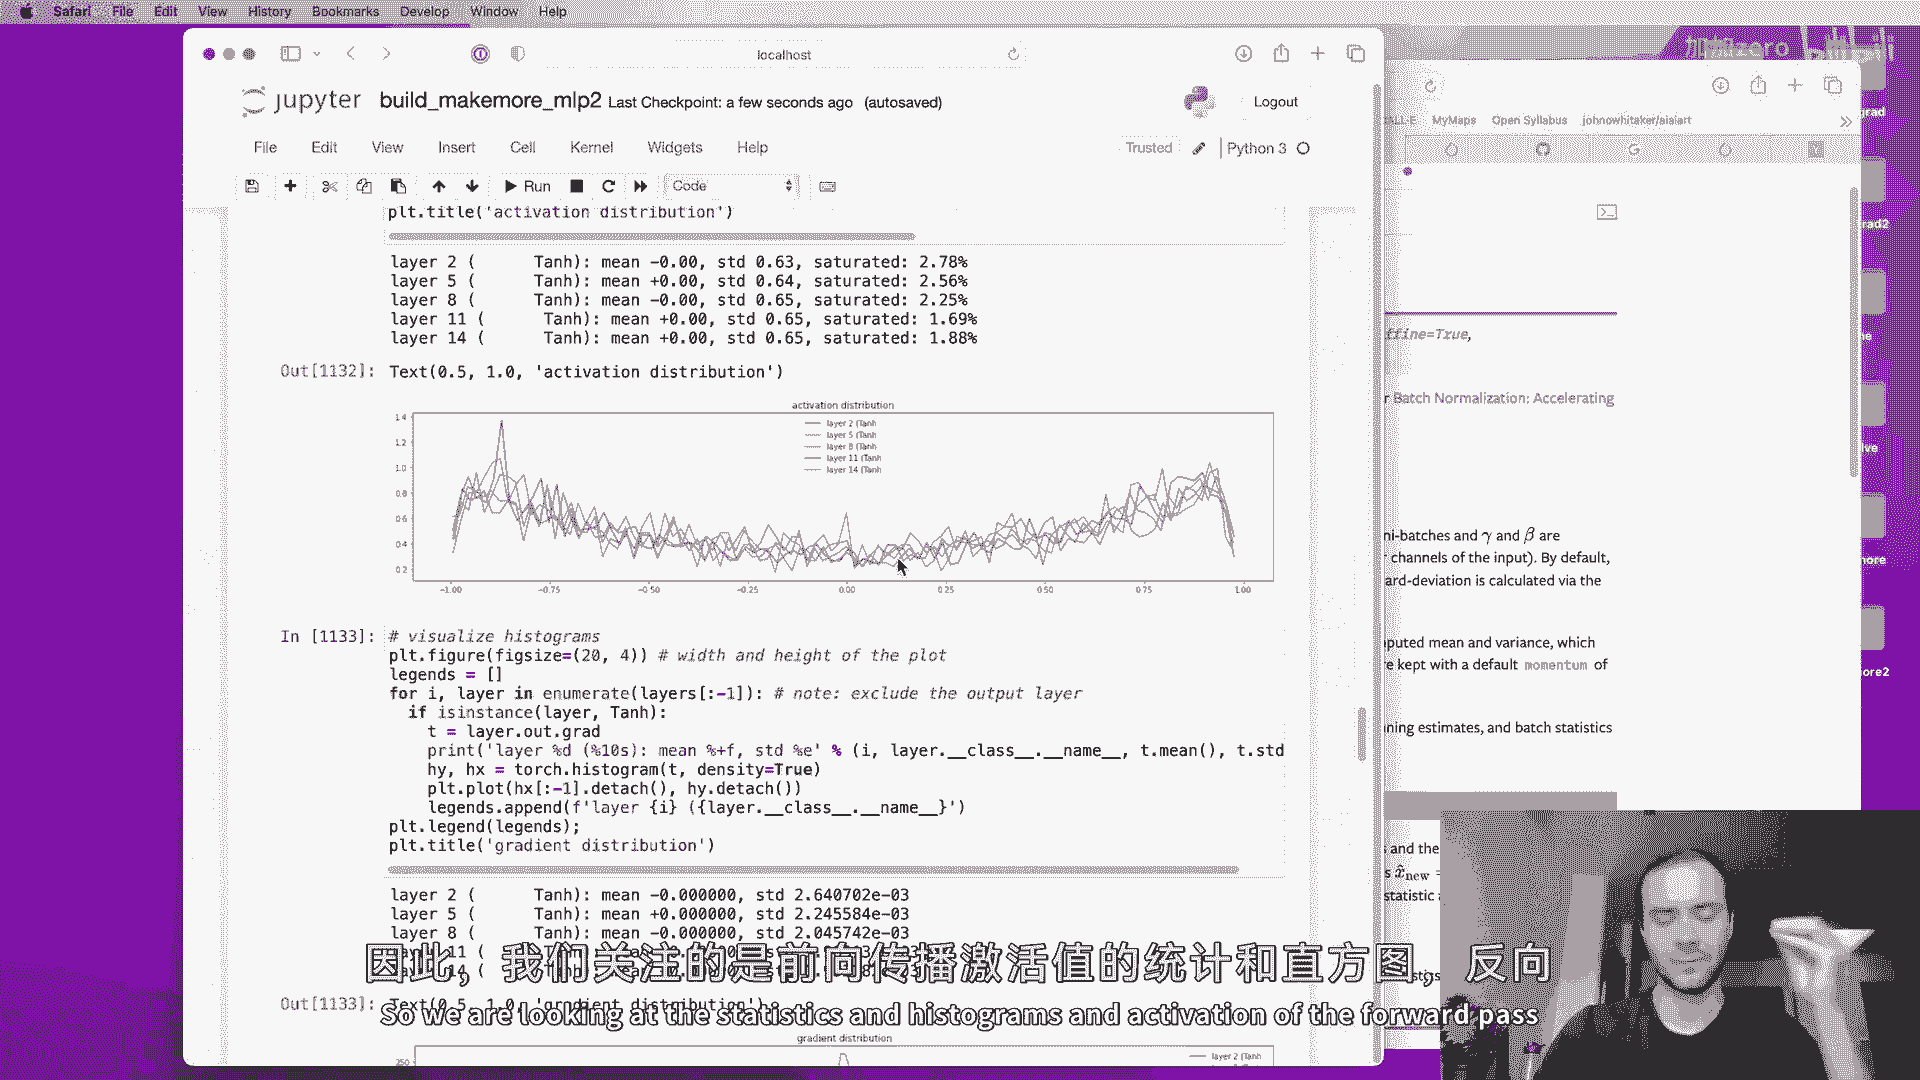 Safari File Edit View History Bookmarks Develop Window Help
localhost
jupyter build_makemore_mlp2 Last Checkpoint: a few seconds ago (autosaved)
Logout
File Edit View Insert Cell Kernel Widgets Help
Trusted Python 3
Run Code
plt.title('activation distribution')
layer 2 ( Tanh): mean -0.00, std 0.63, saturated: 2.78%
layer 5 ( Tanh): mean +0.00, std 0.64, saturated: 2.56%
layer 8 ( Tanh): mean -0.00, std 0.65, saturated: 2.25%
layer 11 ( Tanh): mean +0.00, std 0.65, saturated: 1.69%
layer 14 ( Tanh): mean +0.00, std 0.65, saturated: 1.88%
Out[1132]: Text(0.5, 1.0, 'activation distribution')
activation distribution
layer 2 (Tanh
layer 5 (Tanh
layer 8 (Tanh
layer 11 (Tanh
layer 14 (Tanh
1.4
1.2
1.0
0.8
0.6
0.4
0.2
-1.00 -0.75 -0.50 -0.25 0.00 0.25 0.50 0.75 1.00
In [1133]: # visualize histograms
plt.figure(figsize=(20, 4)) # width and height of the plot
legends = []
for i, layer in enumerate(layers[:-1]): # note: exclude the output layer
if isinstance(layer, Tanh):
t = layer.out.grad
print('layer %d (%10s): mean %+f, std %e' % (i, layer.__class__.__name__, t.mean(), t.std
hy, hx = torch.histogram(t, density=True)
plt.plot(hx[:-1].detach(), hy.detach())
legends.append(f'layer {i} ({layer.__class__.__name__}')
plt.legend(legends);
plt.title('gradient distribution')
layer 2 ( Tanh): mean -0.000000, std 2.640702e-03
layer 5 ( Tanh): mean +0.000000, std 2.245584e-03
layer 8 ( Tanh): mean -0.000000, std 2.045742e-03
Out[1133]: Text(0.5, 1.0, 'gradient distribution')
gradient distribution
250
layer 2 (Tanh
ALL-E MyMaps Open Syllabus johnowhitaker/aisiart
ffine=True,
r Batch Normalization: Accelerating
ni-batches and γ and β are
channels of the input). By default,
ard-deviation is calculated via the
puted mean and variance, which
e kept with a default momentum of
ning estimates, and batch statistics
s and the
s x̂new =
statistic
rad
rad2
ne
ive
nore
ore2
因此，我们关注的是前向传播激活值的统计和直方图，反向
So we are looking at the statistics and histograms and activation of the forward pass